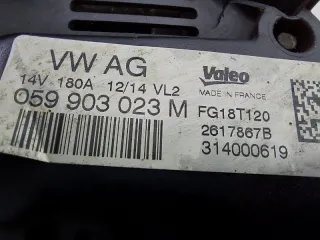 VW AG
Valeo
14V 180A 12/14 VL2
MADE IN FRANCE
059 903 023 M
FG18T120
2617867B
314000619